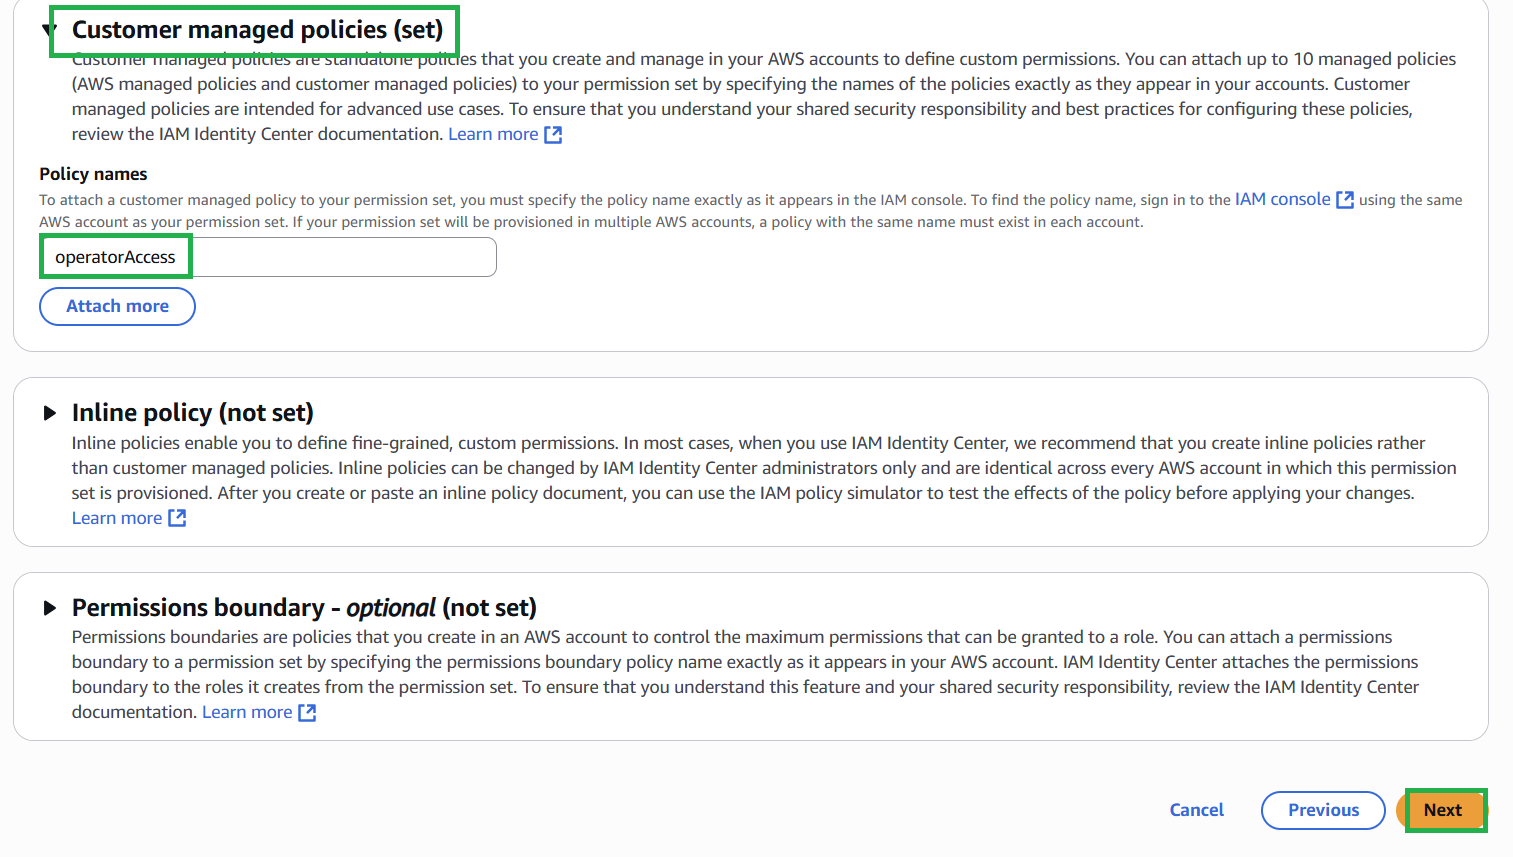 Customer managed policies (set)
Customer managed policies are standalone policies that you create and manage in your AWS accounts to define custom permissions. You can attach up to 10 managed policies
(AWS managed policies and customer managed policies) to your permission set by specifying the names of the policies exactly as they appear in your accounts. Customer
managed policies are intended for advanced use cases. To ensure that you understand your shared security responsibility and best practices for configuring these policies,
review the IAM Identity Center documentation. Learn more
Policy names
To attach a customer managed policy to your permission set, you must specify the policy name exactly as it appears in the IAM console. To find the policy name, sign in to the IAM console using the same
AWS account as your permission set. If your permission set will be provisioned in multiple AWS accounts, a policy with the same name must exist in each account.
operatorAccess
Attach more
Inline policy (not set)
Inline policies enable you to define fine-grained, custom permissions. In most cases, when you use IAM Identity Center, we recommend that you create inline policies rather
than customer managed policies. Inline policies can be changed by IAM Identity Center administrators only and are identical across every AWS account in which this permission
set is provisioned. After you create or paste an inline policy document, you can use the IAM policy simulator to test the effects of the policy before applying your changes.
Learn more
Permissions boundary - optional (not set)
Permissions boundaries are policies that you create in an AWS account to control the maximum permissions that can be granted to a role. You can attach a permissions
boundary to a permission set by specifying the permissions boundary policy name exactly as it appears in your AWS account. IAM Identity Center attaches the permissions
boundary to the roles it creates from the permission set. To ensure that you understand this feature and your shared security responsibility, review the IAM Identity Center
documentation. Learn more
Cancel
Previous
Next